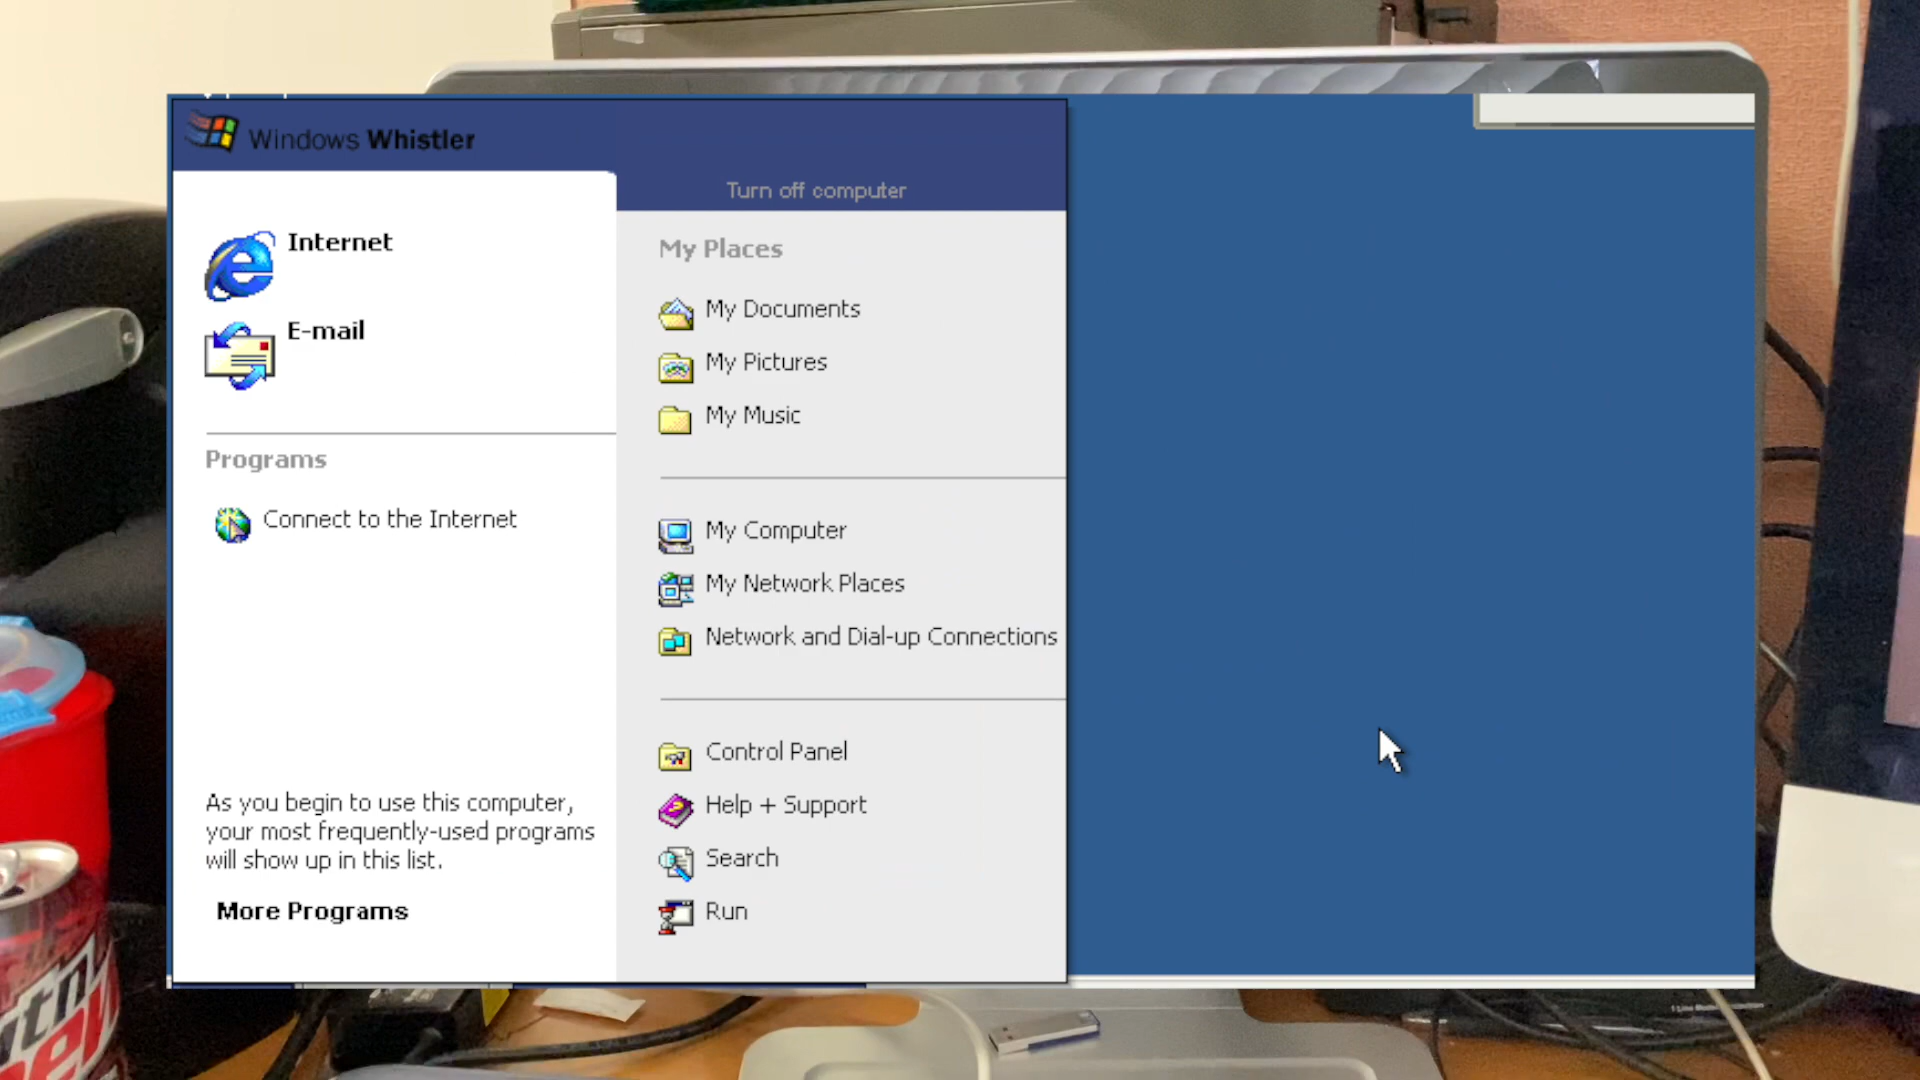 Windows Whistler
Turn off computer
Internet
E-mail
Programs
Connect to the Internet
As you begin to use this computer,
your most frequently-used programs
will show up in this list.
More Programs
My Places
My Documents
My Pictures
My Music
My Computer
My Network Places
Network and Dial-up Connections
Control Panel
Help + Support
Search
Run